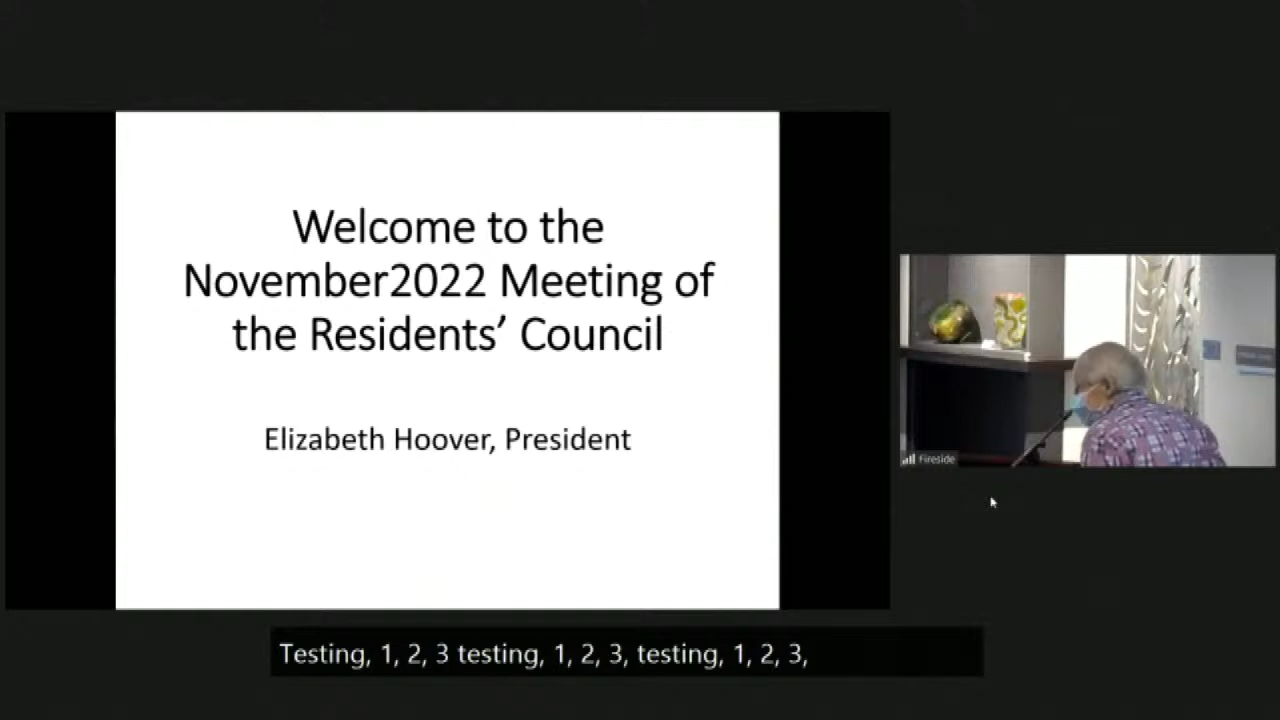 Welcome to the
November2022 Meeting of
the Residents’ Council
Elizabeth Hoover, President
Fireside
Testing, 1, 2, 3 testing, 1, 2, 3, testing, 1, 2, 3,